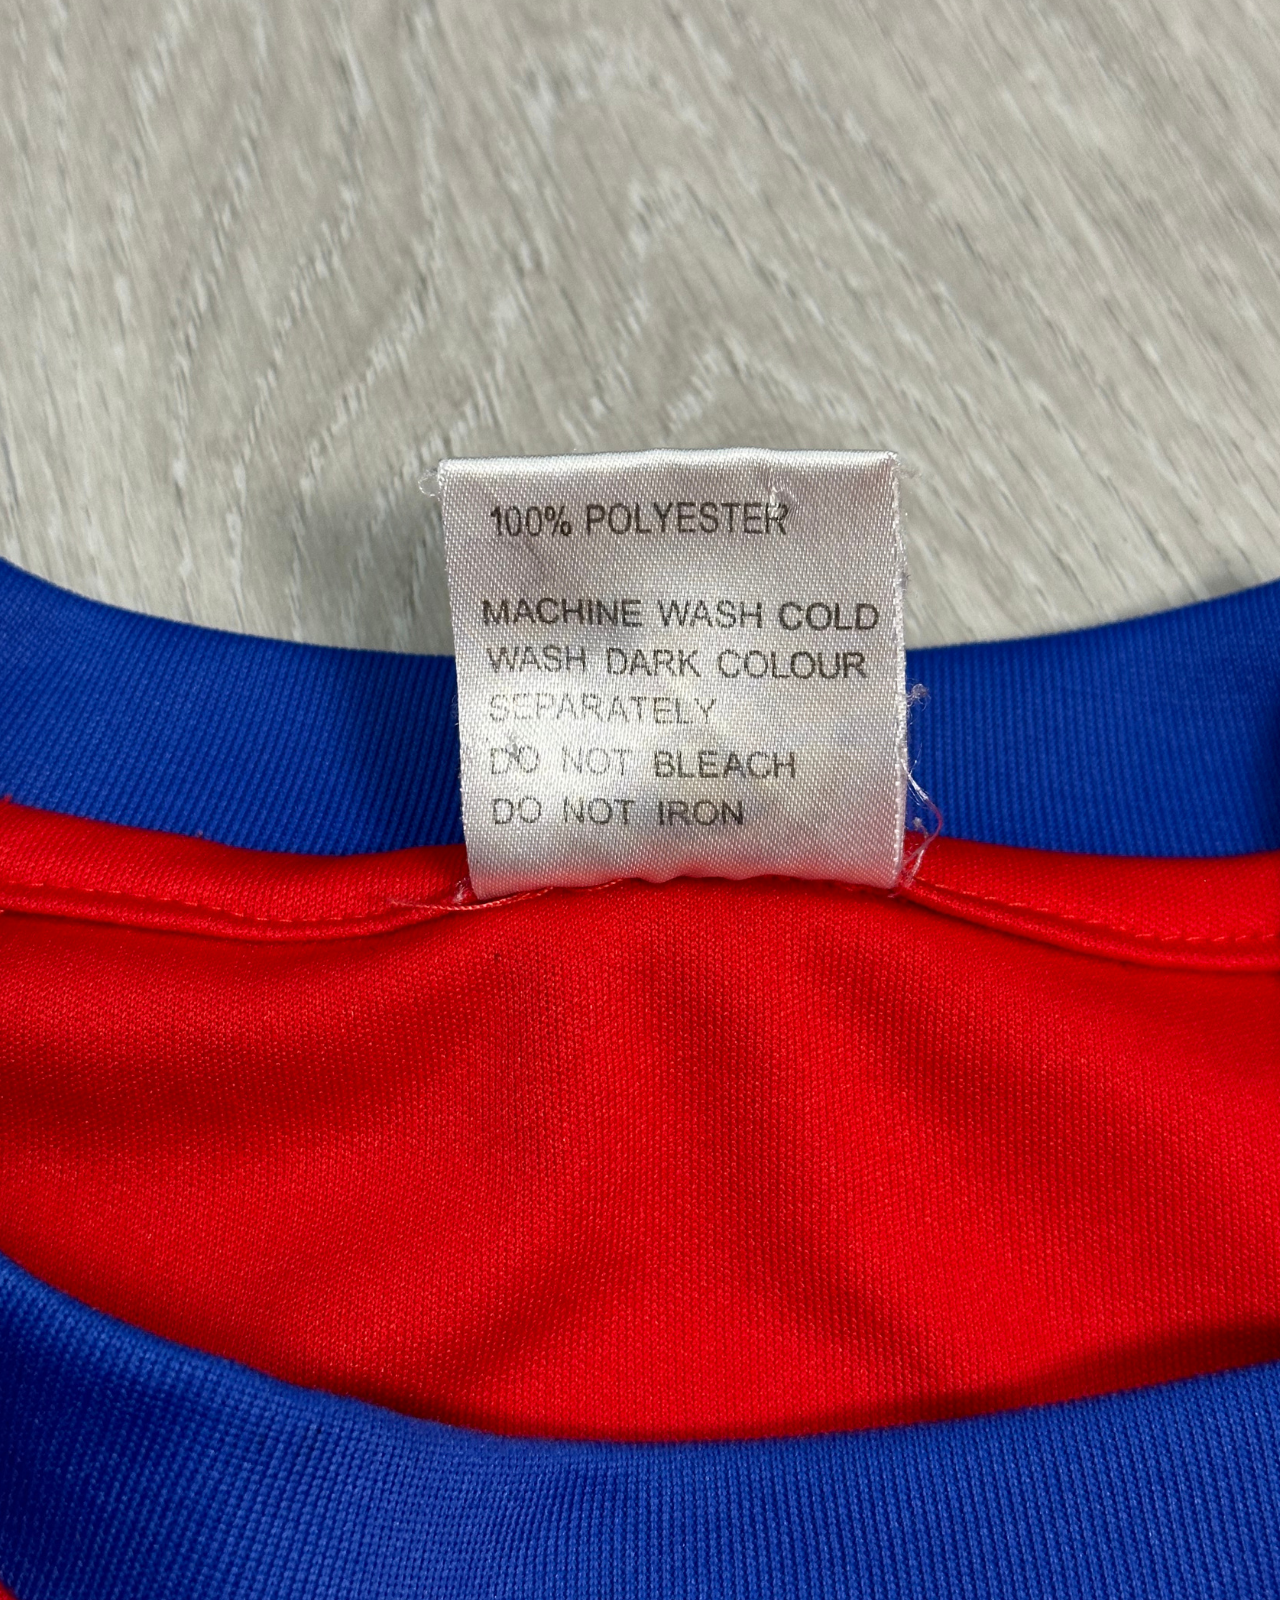 100% POLYESTER
MACHINE WASH COLD
WASH DARK COLOUR
SEPARATELY
DO NOT BLEACH
DO NOT IRON